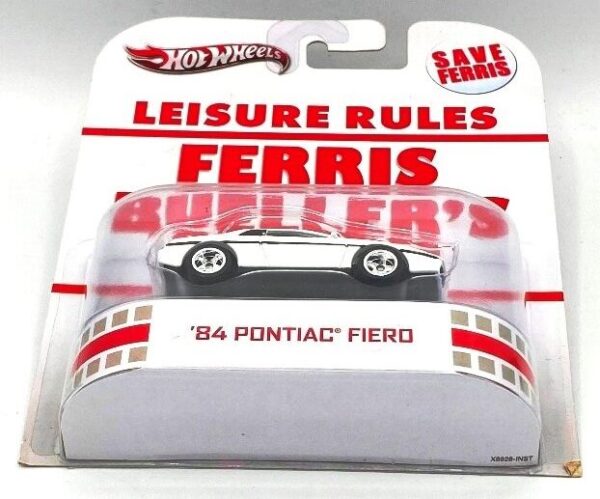 HOT WHEELS
SAVE
FERRIS
LEISURE RULES
FERRIS
BUELLER'S
'84 PONTIAC® FIERO
X8928-INST